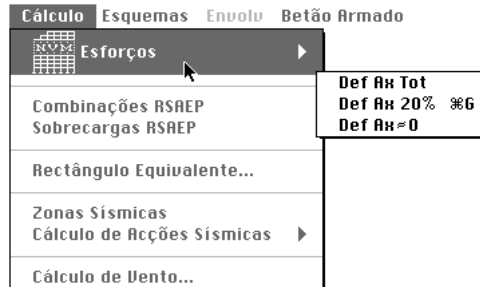 Cálculo Esquemas Envolv Betão Armado
NVM Esforços
Def Ax Tot
Def Ax 20% ⌘G
Def Ax≈0
Combinações RSAEP
Sobrecargas RSAEP
Rectângulo Equivalente...
Zonas Sísmicas
Cálculo de Acções Sísmicas
Cálculo de Vento...